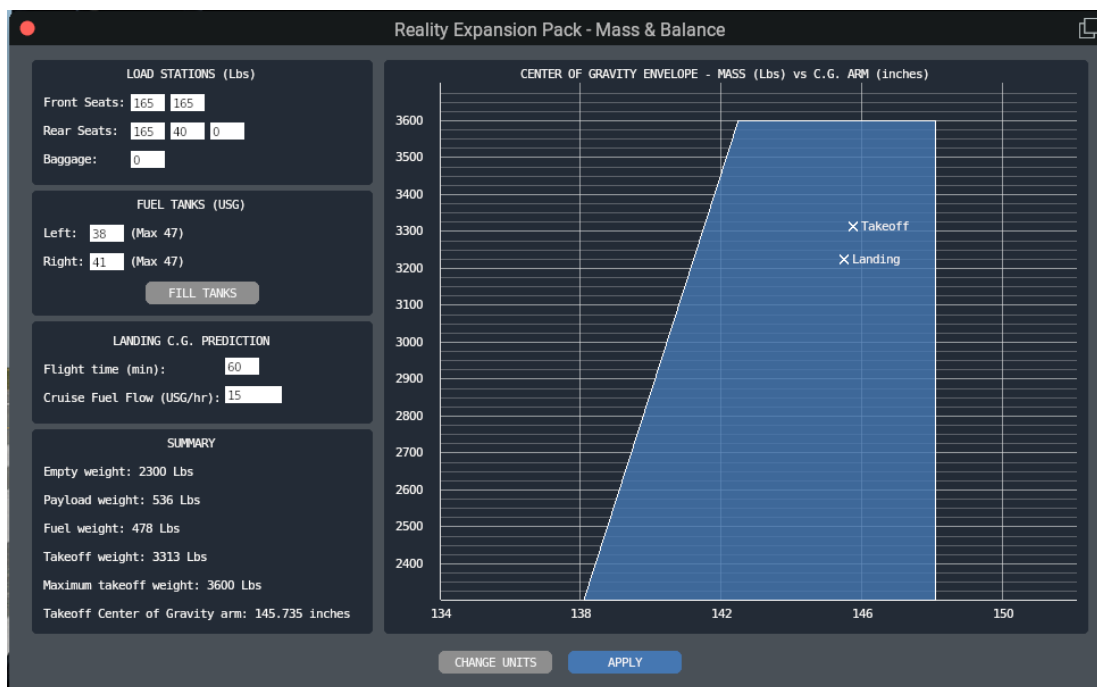 Reality Expansion Pack - Mass & Balance
LOAD STATIONS (Lbs)
Front Seats: 165 165
Rear Seats: 165 40 0
Baggage: 0
FUEL TANKS (USG)
Left: 38 (Max 47)
Right: 41 (Max 47)
FILL TANKS
LANDING C.G. PREDICTION
Flight time (min): 60
Cruise Fuel Flow (USG/hr): 15
SUMMARY
Empty weight: 2300 Lbs
Payload weight: 536 Lbs
Fuel weight: 478 Lbs
Takeoff weight: 3313 Lbs
Maximum takeoff weight: 3600 Lbs
Takeoff Center of Gravity arm: 145.735 inches
CENTER OF GRAVITY ENVELOPE - MASS (Lbs) vs C.G. ARM (inches)
3600
3500
3400
3300
3200
3100
3000
2900
2800
2700
2600
2500
2400
Takeoff
Landing
134 138 142 146 150
CHANGE UNITS APPLY